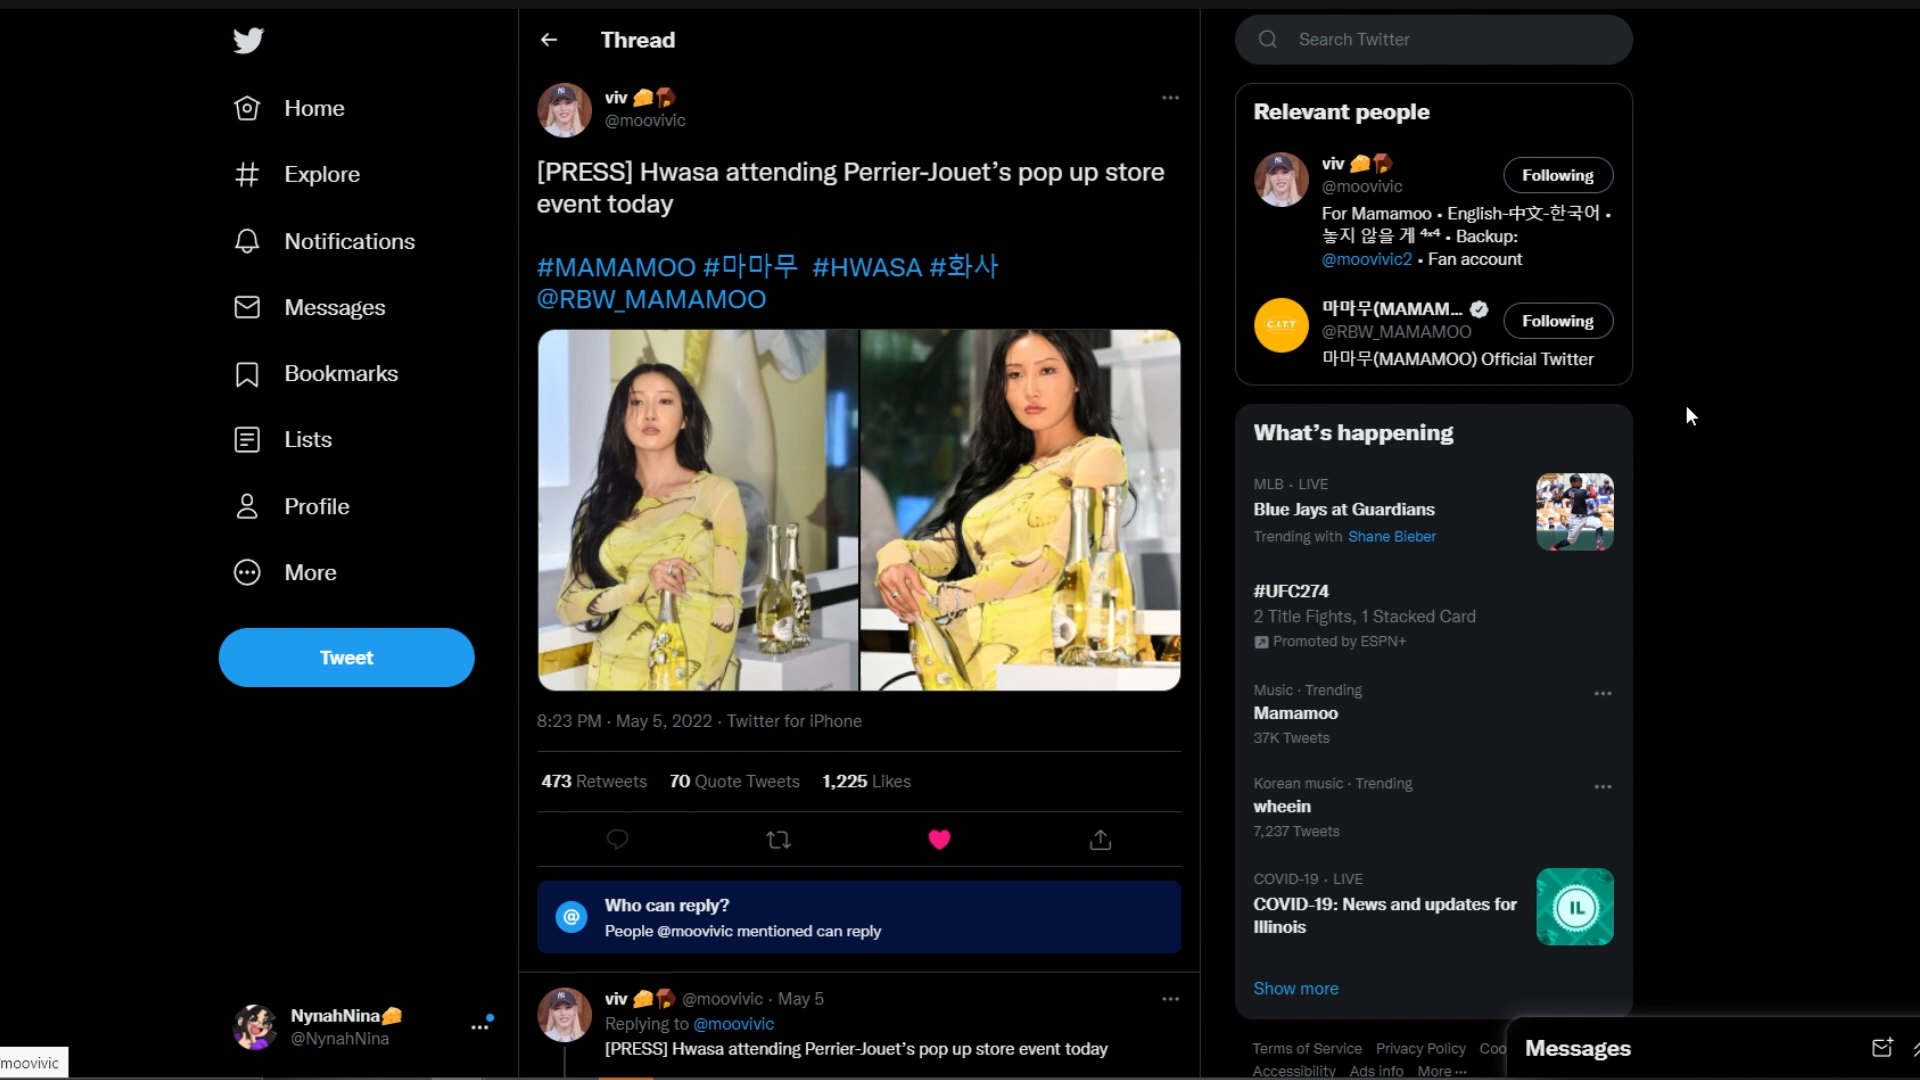 Home
Explore
Notifications
Messages
Bookmarks
Lists
Profile
More
Tweet
NynahNina
@NynahNina
moovivic
Thread
viv
@moovivic
[PRESS] Hwasa attending Perrier-Jouet’s pop up store
event today
#MAMAMOO #마마무 #HWASA #화사
@RBW_MAMAMOO
8:23 PM · May 5, 2022 · Twitter for iPhone
473 Retweets 70 Quote Tweets 1,225 Likes
Who can reply?
People @moovivic mentioned can reply
viv @moovivic · May 5
Replying to @moovivic
[PRESS] Hwasa attending Perrier-Jouet’s pop up store event today
Search Twitter
Relevant people
viv
@moovivic
Following
For Mamamoo • English-中文-한국어 •
놓지 않을 게 ⁴ˣ⁴ • Backup:
@moovivic2 • Fan account
C.I.T.T
마마무(MAMAM...
@RBW_MAMAMOO
Following
마마무(MAMAMOO) Official Twitter
What’s happening
MLB · LIVE
Blue Jays at Guardians
Trending with Shane Bieber
#UFC274
2 Title Fights, 1 Stacked Card
Promoted by ESPN+
Music · Trending
Mamamoo
37K Tweets
Korean music · Trending
wheein
7,237 Tweets
COVID-19 · LIVE
COVID-19: News and updates for
Illinois
IL
Show more
Terms of Service Privacy Policy Coo
Accessibility Ads info More ···
Messages